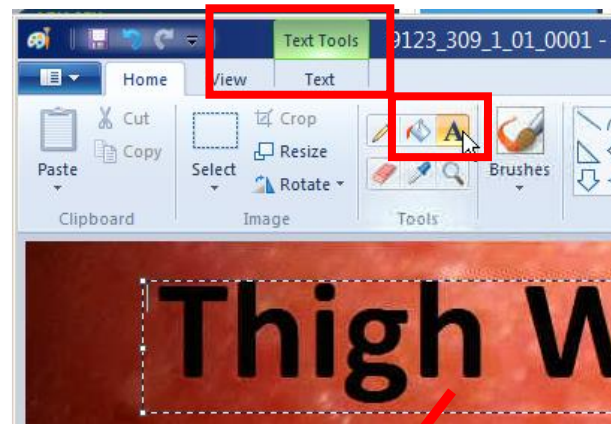 Text Tools
9123_309_1_01_0001 -
Home View Text
Cut
Copy
Paste
Clipboard
Select
Crop
Resize
Rotate
Image
A
Tools
Brushes
Thigh W